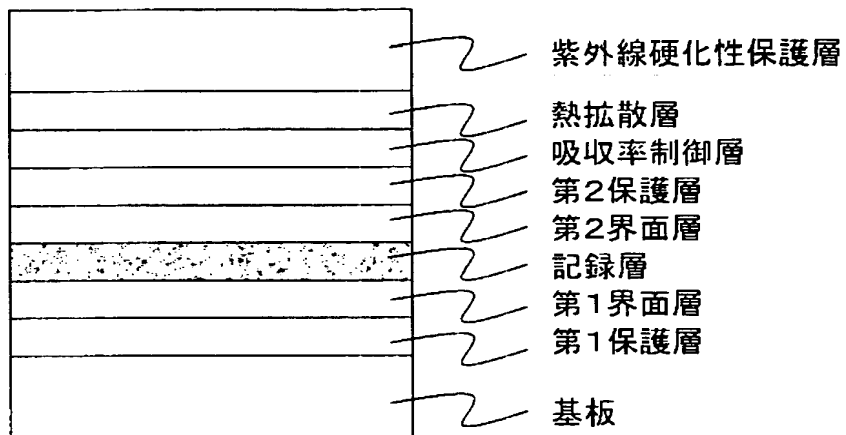 紫外線硬化性保護層
熱拡散層
吸収率制御層
第2保護層
第2界面層
記録層
第1界面層
第1保護層
基板